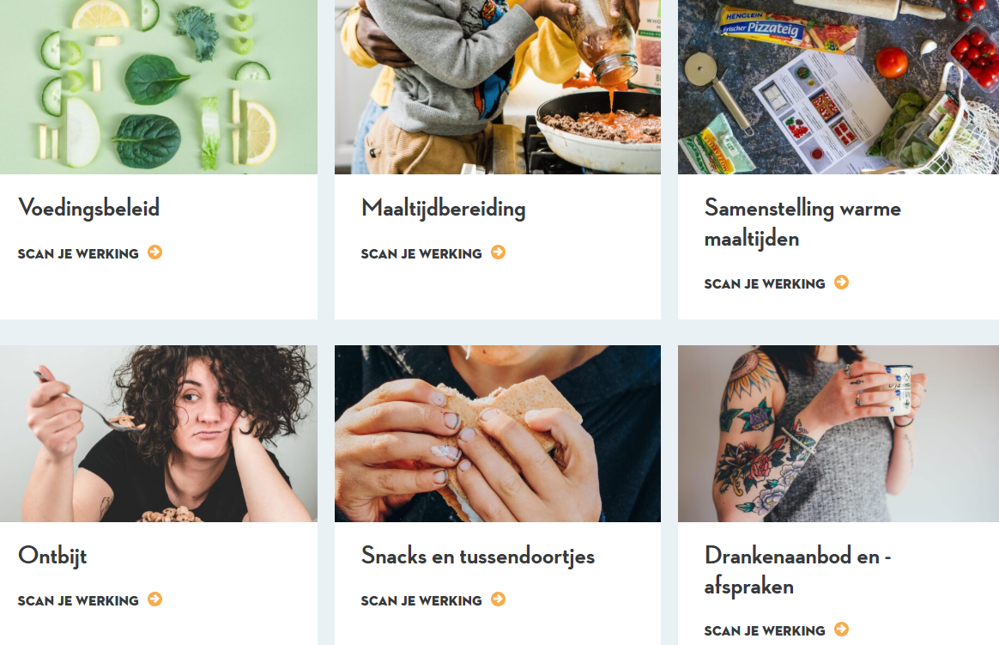 HENGLEIN
Frischer Pizzateig
Voedingsbeleid
SCAN JE WERKING
Maaltijdbereiding
SCAN JE WERKING
Samenstelling warme
maaltijden
SCAN JE WERKING
Ontbijt
SCAN JE WERKING
Snacks en tussendoortjes
SCAN JE WERKING
Drankenaanbod en -
afspraken
SCAN JE WERKING